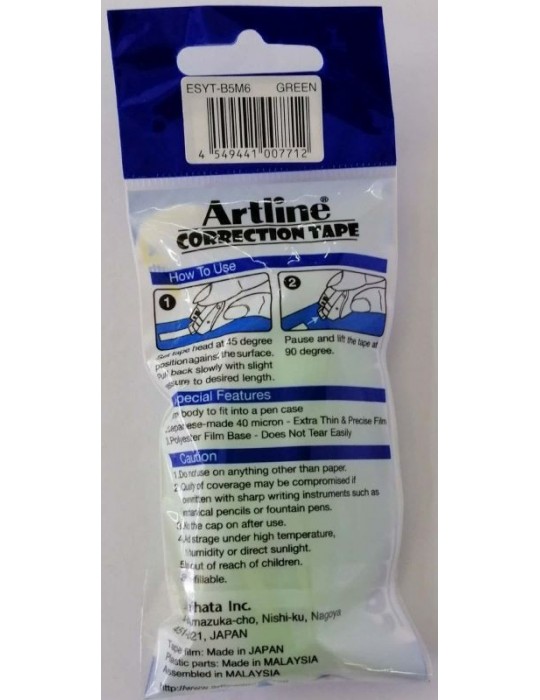 ESYT-B5M6 GREEN
4 549441 007712
Artline®
CORRECTION TAPE
How To Use
1 2
tape head at 45 degree
position against the surface.
back slowly with slight
to desired length.
Pause and lift the tape at
90 degree.
Special Features
body to fit into a pen case
-made 40 micron - Extra Thin & Precise Film
Polyester Film Base - Does Not Tear Easily
Caution
1. Do not use on anything other than paper.
2. of coverage may be compromised if
with sharp writing instruments such as
pencils or fountain pens.
the cap on after use.
under high temperature,
humidity or direct sunlight.
out of reach of children.
Inc.
-cho, Nishi-ku, Nagoya
JAPAN
Tape film: Made in JAPAN
Plastic parts: Made in MALAYSIA
Assembled in MALAYSIA